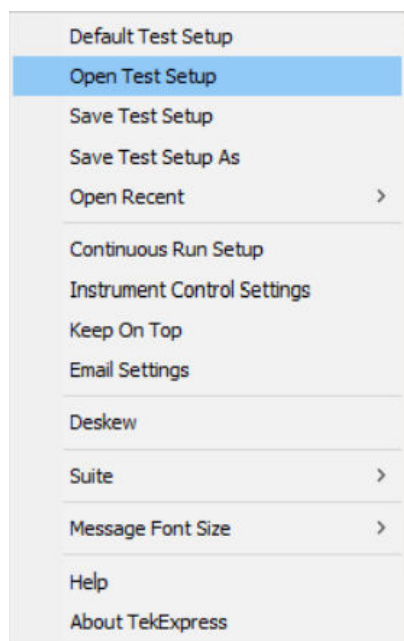 Default Test Setup
Open Test Setup
Save Test Setup
Save Test Setup As
Open Recent
Continuous Run Setup
Instrument Control Settings
Keep On Top
Email Settings
Deskew
Suite
Message Font Size
Help
About TekExpress